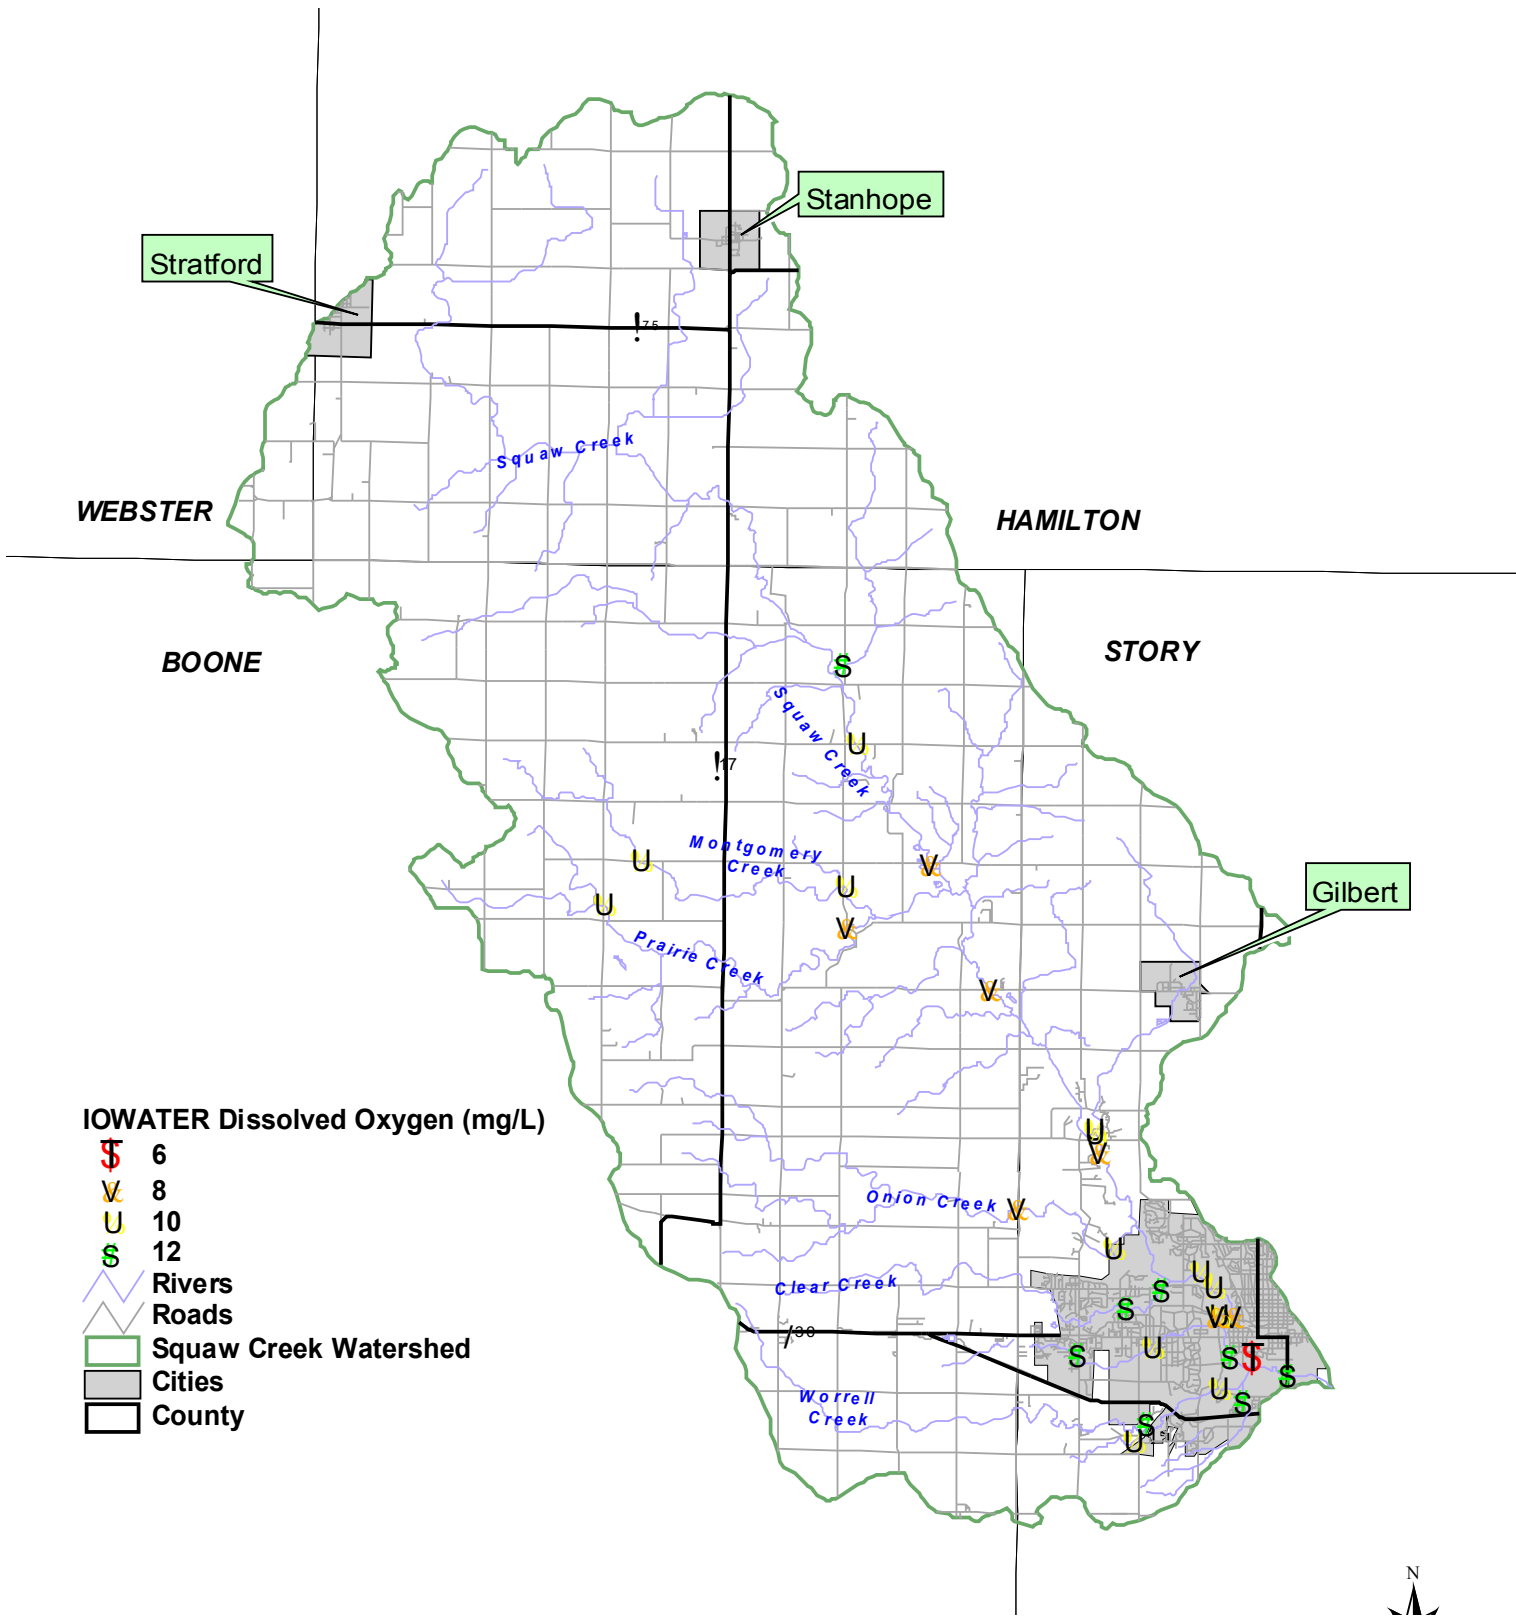 Stanhope
Stratford
75
Squaw Creek
WEBSTER
HAMILTON
BOONE
STORY
S
Squaw Creek
U
17
Montgomery
Creek
U
V
U
U
V
Gilbert
Prairie Creek
V
IOWATER Dissolved Oxygen (mg/L)
6
8
10
12
Rivers
Roads
Squaw Creek Watershed
Cities
County
U
V
Onion Creek
V
U
Clear Creek
S
U
U
S
V
V
30
S
U
S
S
U
S
Worrell
Creek
S
U
N